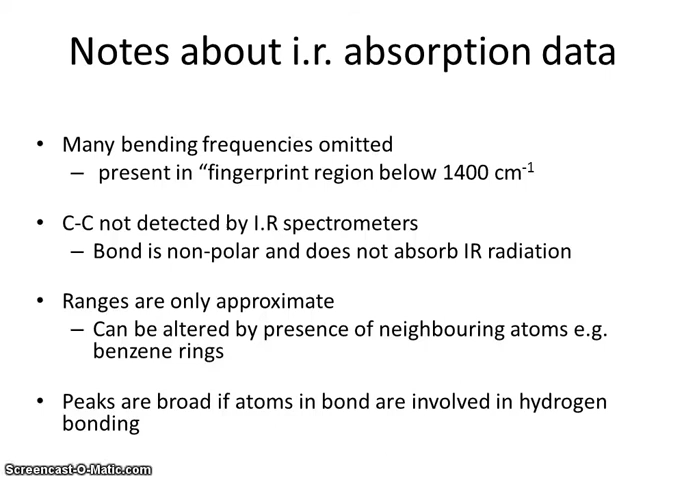 Notes about i.r. absorption data
• Many bending frequencies omitted
– present in “fingerprint region below 1400 cm⁻¹
• C-C not detected by I.R spectrometers
– Bond is non-polar and does not absorb IR radiation
• Ranges are only approximate
– Can be altered by presence of neighbouring atoms e.g.
benzene rings
• Peaks are broad if atoms in bond are involved in hydrogen
bonding
Screencast-O-Matic.com